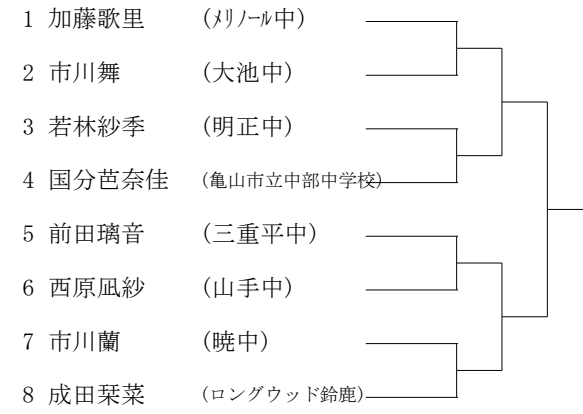 1 加藤歌里 (ﾒﾘﾉｰﾙ中)
2 市川舞 (大池中)
3 若林紗季 (明正中)
4 国分芭奈佳 (亀山市立中部中学校)
5 前田璃音 (三重平中)
6 西原凪紗 (山手中)
7 市川蘭 (暁中)
8 成田栞菜 (ロングウッド鈴鹿)